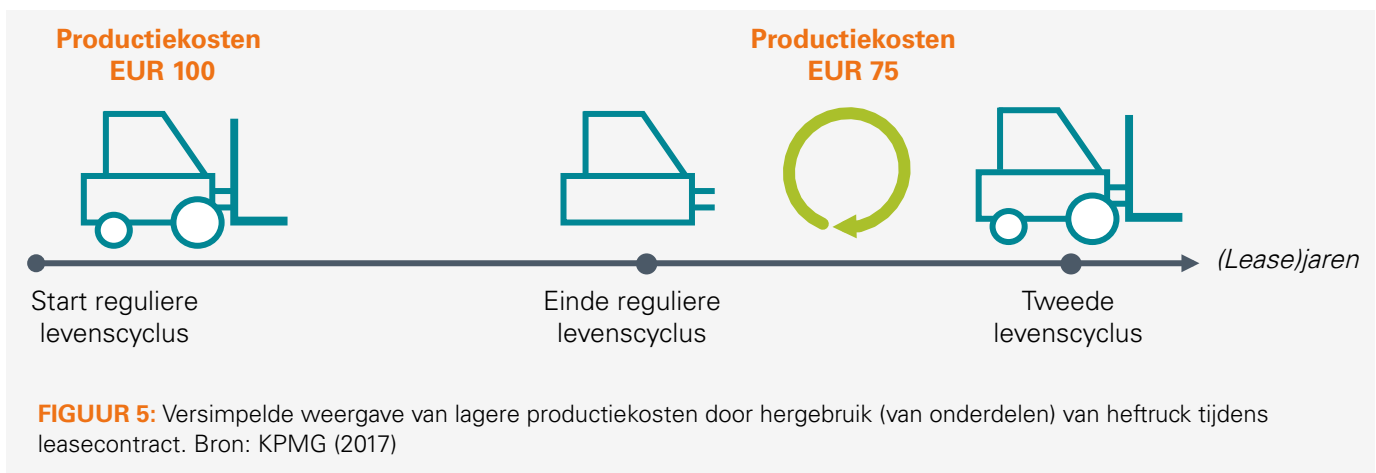 Productiekosten
EUR 100
Productiekosten
EUR 75
(Lease)jaren
Start reguliere
levenscyclus
Einde reguliere
levenscyclus
Tweede
levenscyclus
FIGUUR 5: Versimpelde weergave van lagere productiekosten door hergebruik (van onderdelen) van heftruck tijdens
leasecontract. Bron: KPMG (2017)